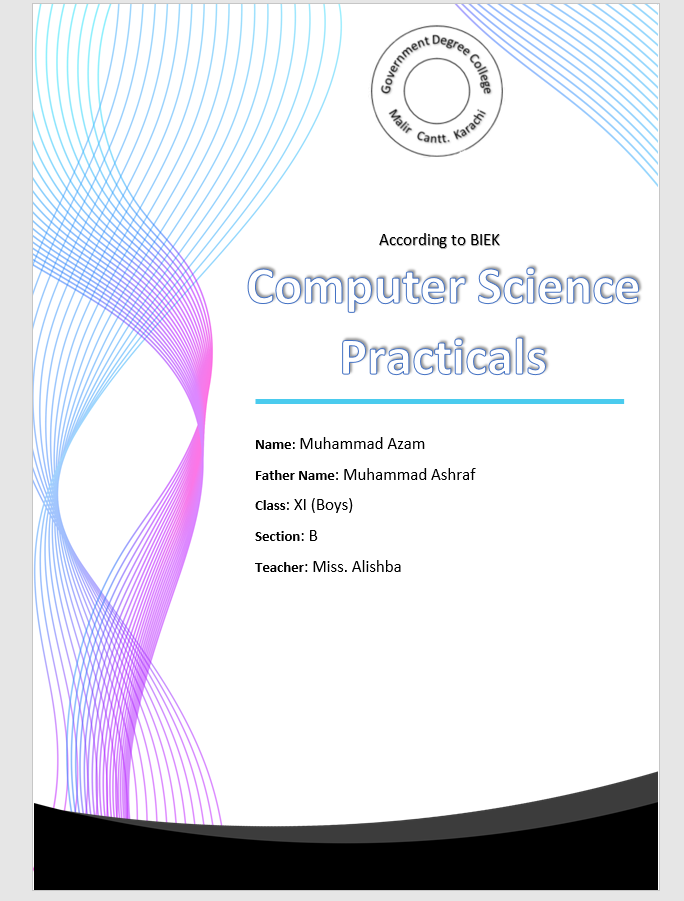 Government Degree College
Malir Cantt. Karachi
According to BIEK
Computer Science
Practicals
Name: Muhammad Azam
Father Name: Muhammad Ashraf
Class: XI (Boys)
Section: B
Teacher: Miss. Alishba